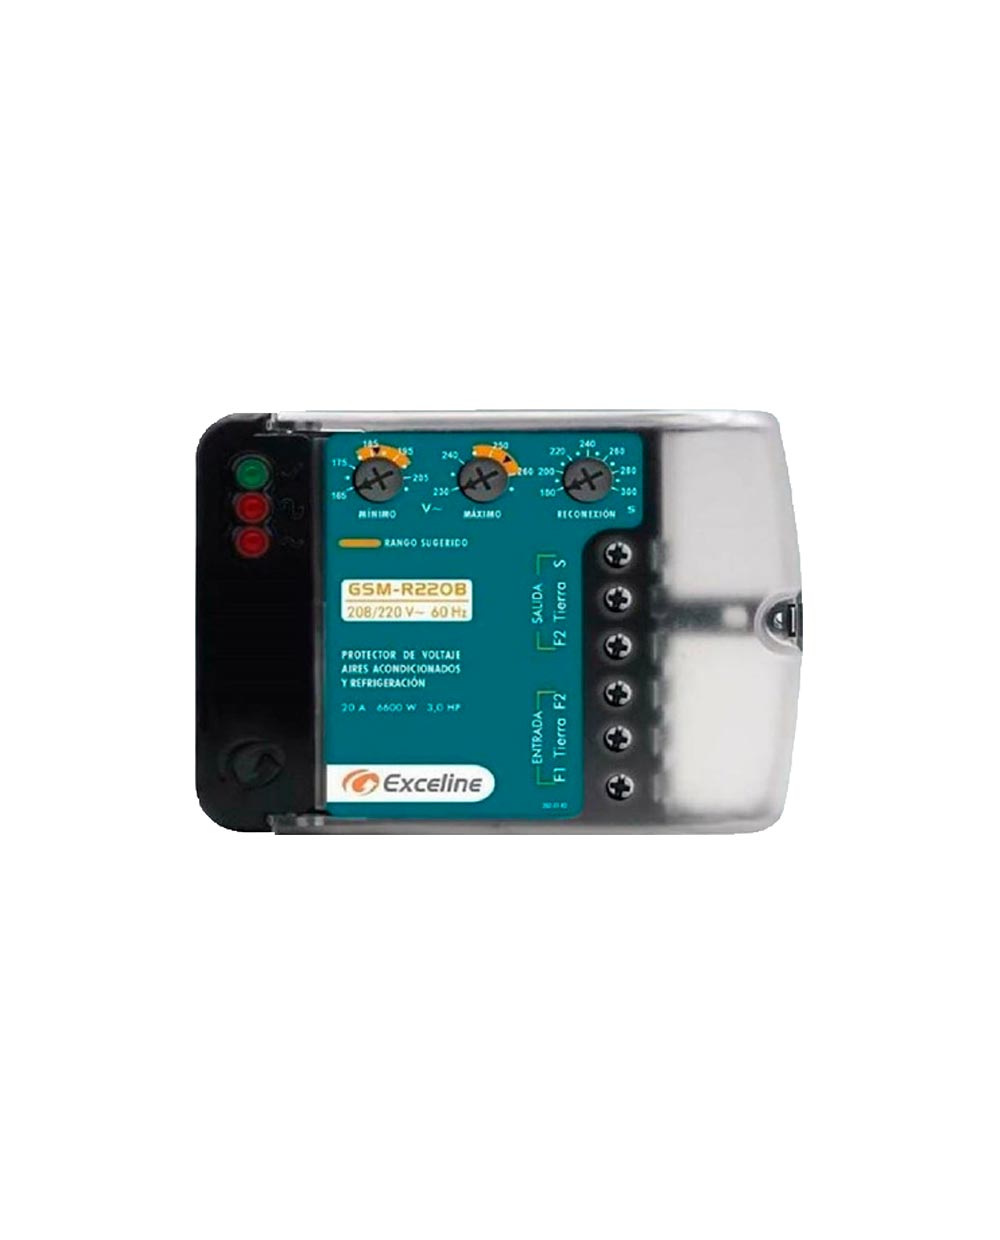 165 175 185 195 205
MÍNIMO
V~
230 240 250 260
MÁXIMO
180 200 220 240 260 280 300
RECONEXIÓN S
RANGO SUGERIDO
GSM-R220B
208/220 V~ 60 Hz
PROTECTOR DE VOLTAJE
AIRES ACONDICIONADOS
Y REFRIGERACIÓN
20 A 6600 W 3,0 HP
SALIDA
F2 Tierra S
ENTRADA
F1 Tierra F2
Exceline